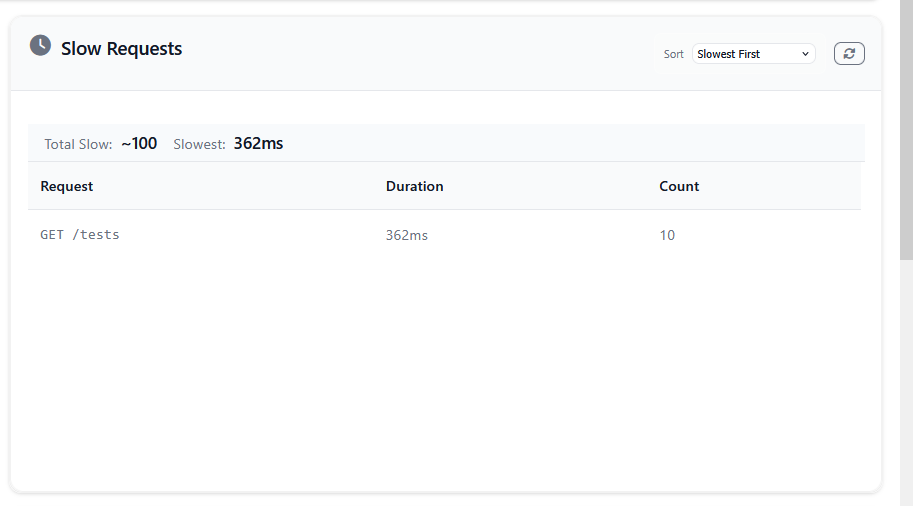 Slow Requests
Sort Slowest First
Total Slow: ~100 Slowest: 362ms
Request Duration Count
GET /tests 362ms 10